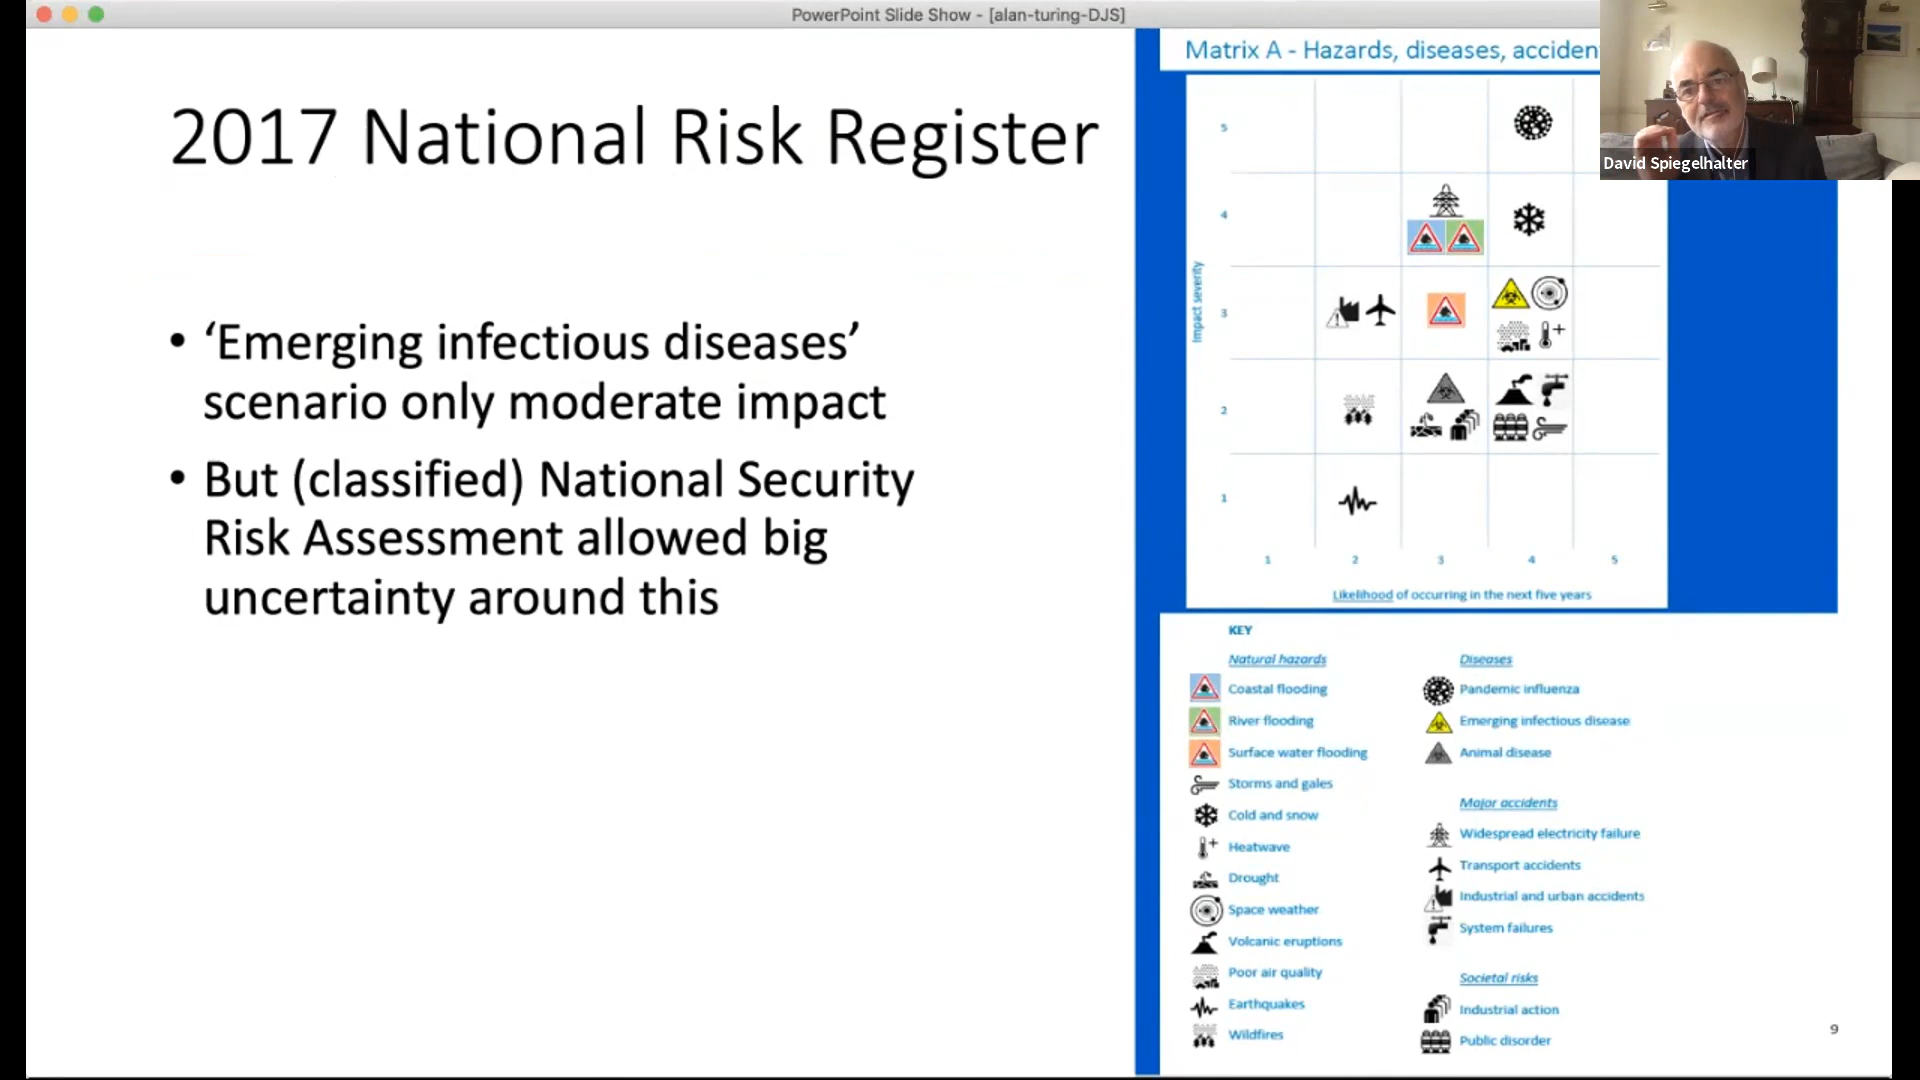 PowerPoint Slide Show - [alan-turing-DJS]
2017 National Risk Register
• ‘Emerging infectious diseases’
scenario only moderate impact
• But (classified) National Security
Risk Assessment allowed big
uncertainty around this
Matrix A - Hazards, diseases, acciden
David Spiegelhalter
Impact severity
5
4
3
2
1
1 2 3 4 5
Likelihood of occurring in the next five years
KEY
Natural hazards
Coastal flooding
River flooding
Surface water flooding
Storms and gales
Cold and snow
Heatwave
Drought
Space weather
Volcanic eruptions
Poor air quality
Earthquakes
Wildfires
Diseases
Pandemic influenza
Emerging infectious disease
Animal disease
Major accidents
Widespread electricity failure
Transport accidents
Industrial and urban accidents
System failures
Societal risks
Industrial action
Public disorder
9